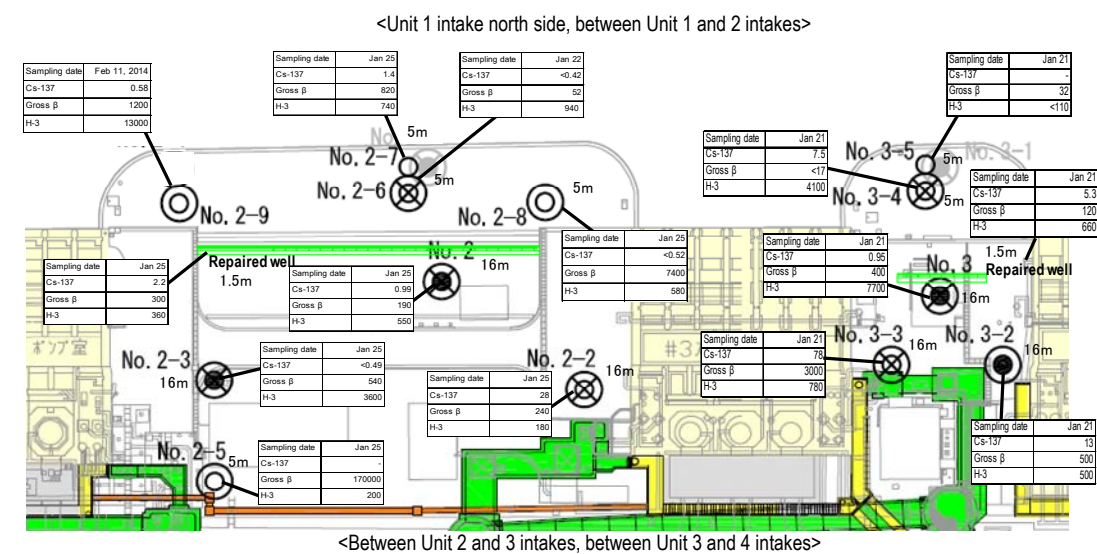 <Unit 1 intake north side, between Unit 1 and 2 intakes>
Sampling date Feb 11, 2014
Cs-137 0.58
Gross β 1200
H-3 13000
Sampling date Jan 25
Cs-137 1.4
Gross β 820
H-3 740
Sampling date Jan 22
Cs-137 <0.42
Gross β 52
H-3 940
Sampling date Jan 21
Cs-137 -
Gross β 32
H-3 <110
Sampling date Jan 21
Cs-137 7.5
Gross β <17
H-3 4100
Sampling date Jan 21
Cs-137 5.3
Gross β 120
H-3 660
No. 5m
No. 2-7
No. 2-6 5m
No. 2-9
No. 2-8 5m
No. 3-5 5m
No. 3-1
No. 3-4 5m
Sampling date Jan 25
Cs-137 2.2
Gross β 300
H-3 360
Repaired well
1.5m
Sampling date Jan 25
Cs-137 0.99
Gross β 190
H-3 550
No. 2 16m
Sampling date Jan 25
Cs-137 <0.52
Gross β 7400
H-3 580
Sampling date Jan 21
Cs-137 0.95
Gross β 400
H-3 7700
1.5m
Repaired well
No. 3
16m
ポンプ室
No. 2-3
16m
Sampling date Jan 25
Cs-137 <0.49
Gross β 540
H-3 3600
Sampling date Jan 25
Cs-137 28
Gross β 240
H-3 180
No. 2-2
16m
#3
Sampling date Jan 21
Cs-137 78
Gross β 3000
H-3 780
No. 3-3 16m
No. 3-2
16m
Sampling date Jan 21
Cs-137 13
Gross β 500
H-3 500
No. 2-5
5m
Sampling date Jan 25
Cs-137 -
Gross β 170000
H-3 200
<Between Unit 2 and 3 intakes, between Unit 3 and 4 intakes>